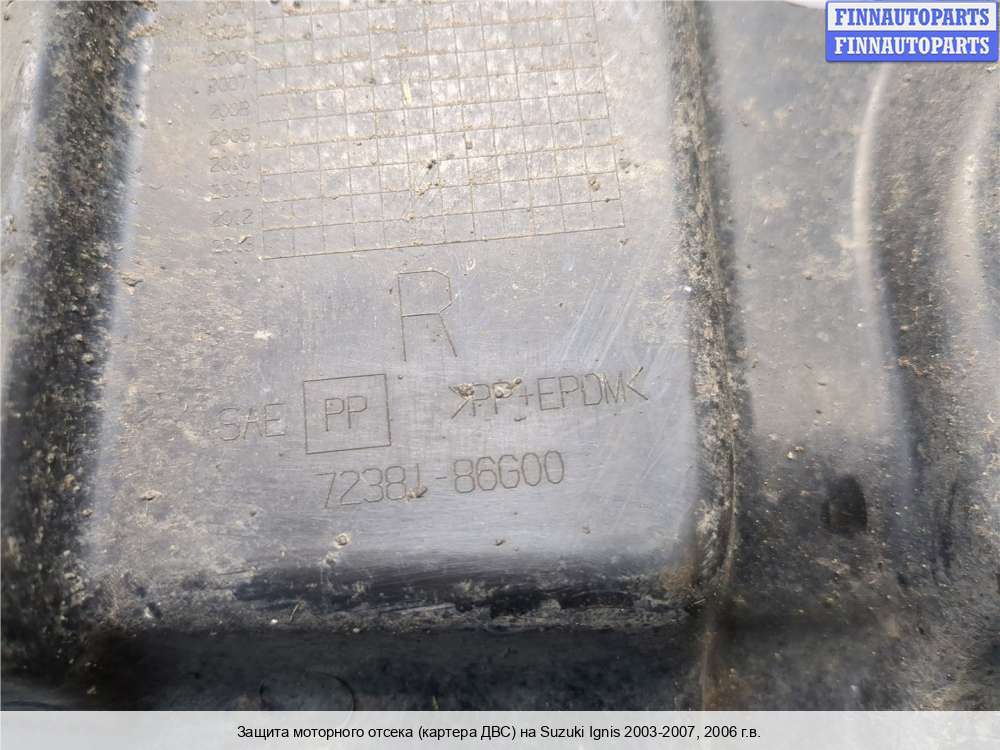 FINNAUTOPARTS
FINNAUTOPARTS
2007
2008
2009
2010
2011
2012
R
SAE PP >PP+EPDM<
72381-86G00
Защита моторного отсека (картера ДВС) на Suzuki Ignis 2003-2007, 2006 г.в.